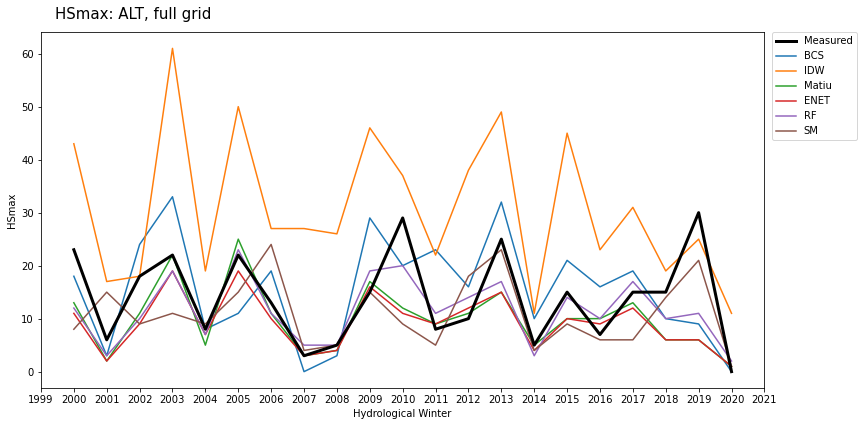 HSmax: ALT, full grid
Measured
BCS
IDW
Matiu
ENET
RF
SM
60
50
40
30
20
10
0
HSmax
1999 2000 2001 2002 2003 2004 2005 2006 2007 2008 2009 2010 2011 2012 2013 2014 2015 2016 2017 2018 2019 2020 2021
Hydrological Winter